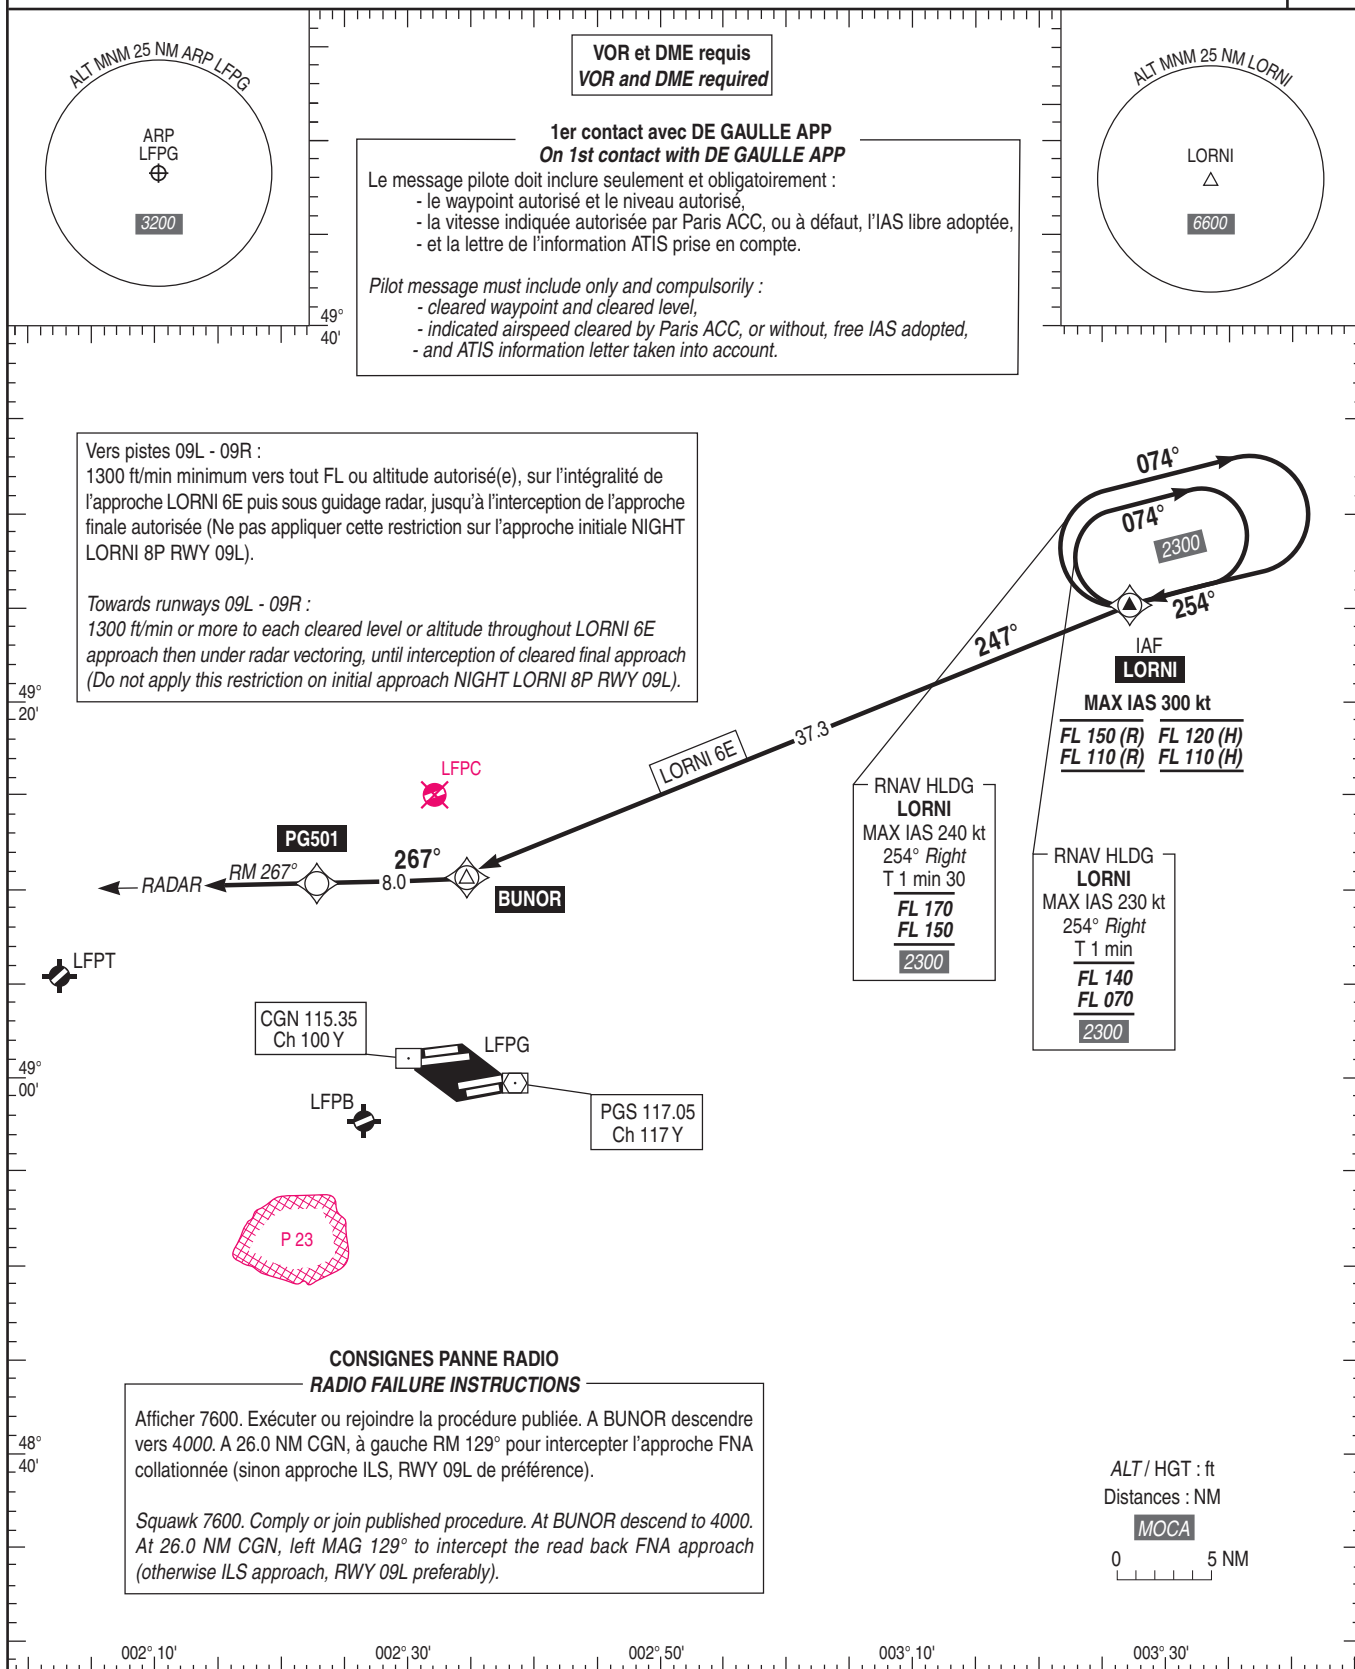 ALT MNM 25 NM ARP LFPG
ARP
LFPG
3200
VOR et DME requis
VOR and DME required
ALT MNM 25 NM LORNI
LORNI
6600
1er contact avec DE GAULLE APP
On 1st contact with DE GAULLE APP
Le message pilote doit inclure seulement et obligatoirement :
- le waypoint autorisé et le niveau autorisé,
- la vitesse indiquée autorisée par Paris ACC, ou à défaut, l'IAS libre adoptée,
- et la lettre de l'information ATIS prise en compte.
Pilot message must include only and compulsorily :
- cleared waypoint and cleared level,
- indicated airspeed cleared by Paris ACC, or without, free IAS adopted,
- and ATIS information letter taken into account.
49°
40'
Vers pistes 09L - 09R :
1300 ft/min minimum vers tout FL ou altitude autorisé(e), sur l'intégralité de
l'approche LORNI 6E puis sous guidage radar, jusqu'à l'interception de l'approche
finale autorisée (Ne pas appliquer cette restriction sur l'approche initiale NIGHT
LORNI 8P RWY 09L).
Towards runways 09L - 09R :
1300 ft/min or more to each cleared level or altitude throughout LORNI 6E
approach then under radar vectoring, until interception of cleared final approach
(Do not apply this restriction on initial approach NIGHT LORNI 8P RWY 09L).
074°
074°
2300
254°
247°
IAF
LORNI
MAX IAS 300 kt
FL 150 (R) FL 120 (H)
FL 110 (R) FL 110 (H)
49°
20'
37.3
LORNI 6E
LFPC
RNAV HLDG
LORNI
MAX IAS 240 kt
254° Right
T 1 min 30
FL 170
FL 150
2300
RNAV HLDG
LORNI
MAX IAS 230 kt
254° Right
T 1 min
FL 140
FL 070
2300
PG501
267°
RM 267°
8.0
RADAR
BUNOR
LFPT
CGN 115.35
Ch 100 Y
LFPG
49°
00'
LFPB
PGS 117.05
Ch 117 Y
P 23
CONSIGNES PANNE RADIO
RADIO FAILURE INSTRUCTIONS
Afficher 7600. Exécuter ou rejoindre la procédure publiée. A BUNOR descendre
vers 4000. A 26.0 NM CGN, à gauche RM 129° pour intercepter l'approche FNA
collationnée (sinon approche ILS, RWY 09L de préférence).
Squawk 7600. Comply or join published procedure. At BUNOR descend to 4000.
At 26.0 NM CGN, left MAG 129° to intercept the read back FNA approach
(otherwise ILS approach, RWY 09L preferably).
48°
40'
ALT / HGT : ft
Distances : NM
MOCA
0 5 NM
002° 10' 002° 30' 002° 50' 003° 10' 003° 30'